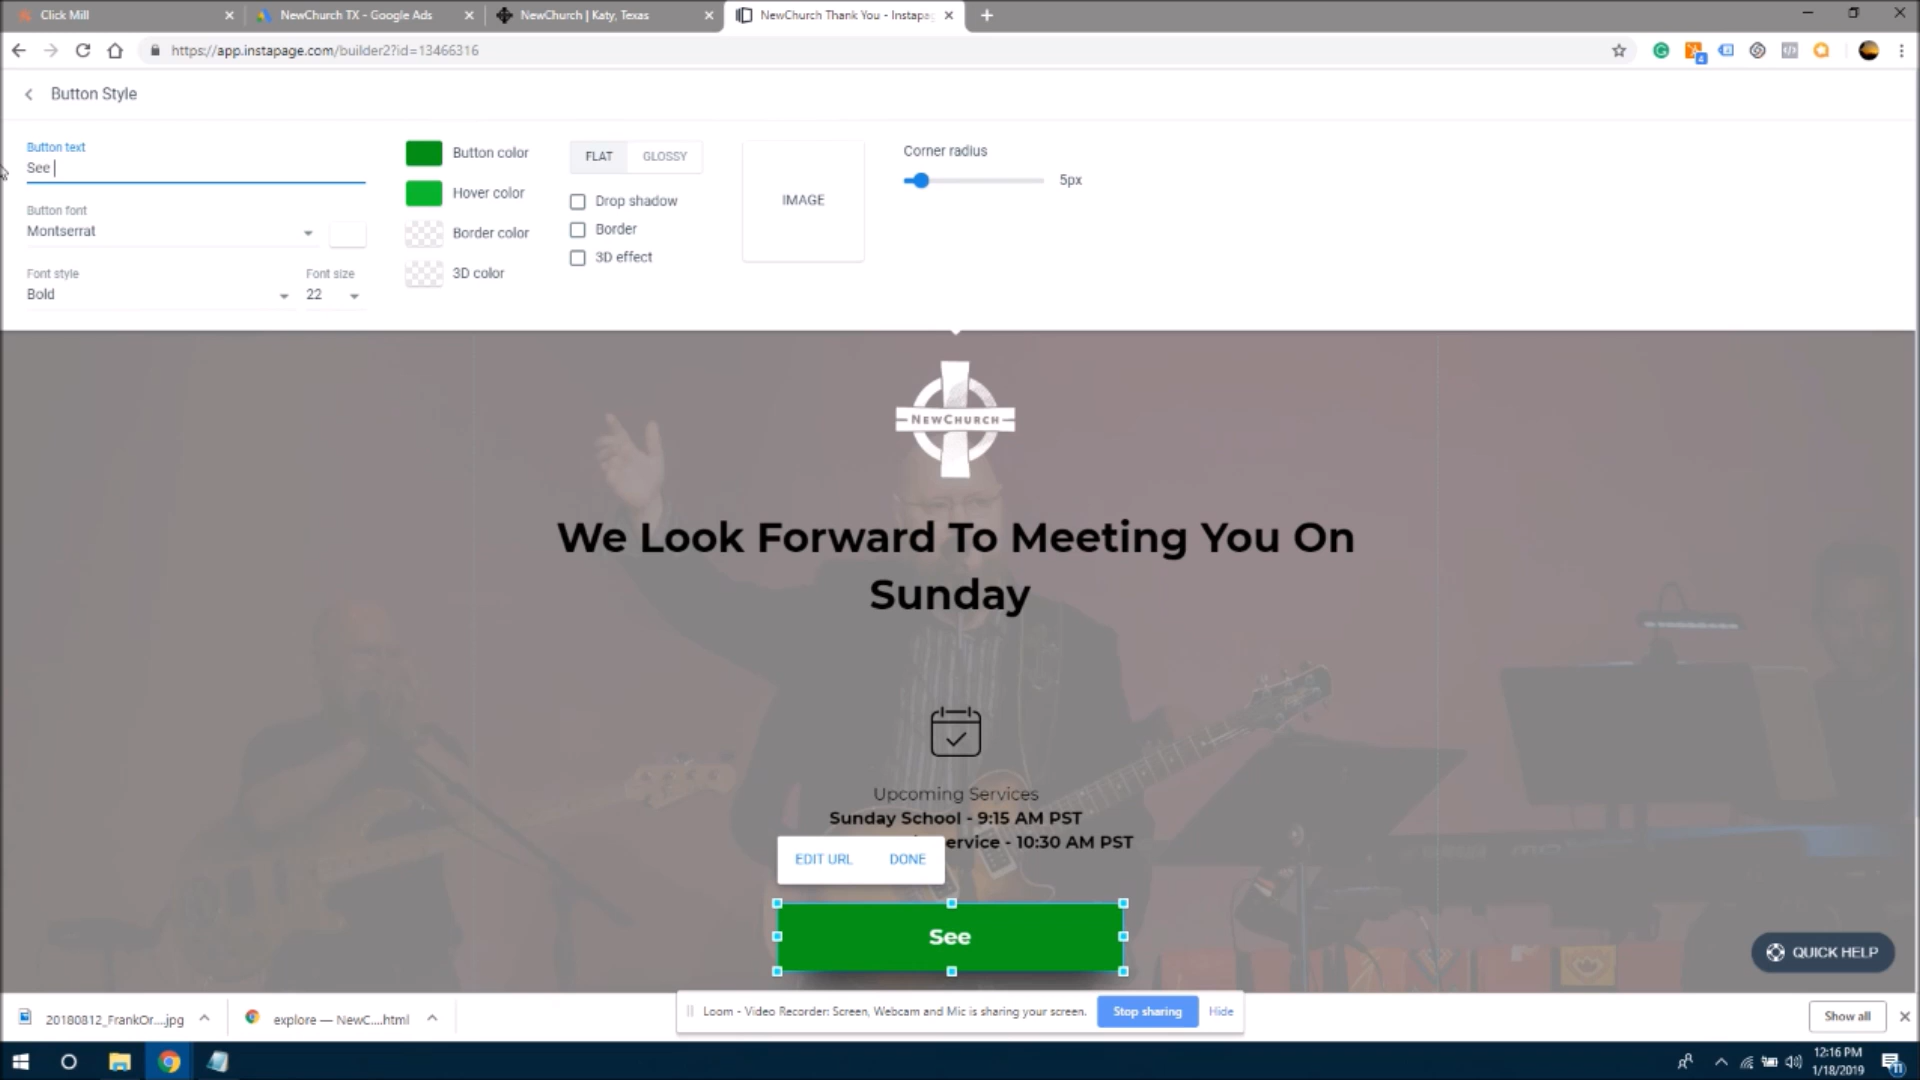 Click Mill
NewChurch TX - Google Ads
NewChurch | Katy, Texas
NewChurch Thank You - Instapag
https://app.instapage.com/builder2?id=13466316
4
Button Style
Button text
See
Button font
Montserrat
Font style
Bold
Font size
22
Button color
Hover color
Border color
3D color
FLAT
GLOSSY
Drop shadow
Border
3D effect
IMAGE
Corner radius
5px
NEWCHURCH
We Look Forward To Meeting You On
Sunday
Upcoming Services
Sunday School - 9:15 AM PST
ervice - 10:30 AM PST
EDIT URL
DONE
See
QUICK HELP
20180812_FrankOr....jpg
explore — NewC....html
Loom - Video Recorder: Screen, Webcam and Mic is sharing your screen.
Stop sharing
Hide
Show all
12:16 PM
1/18/2019
11